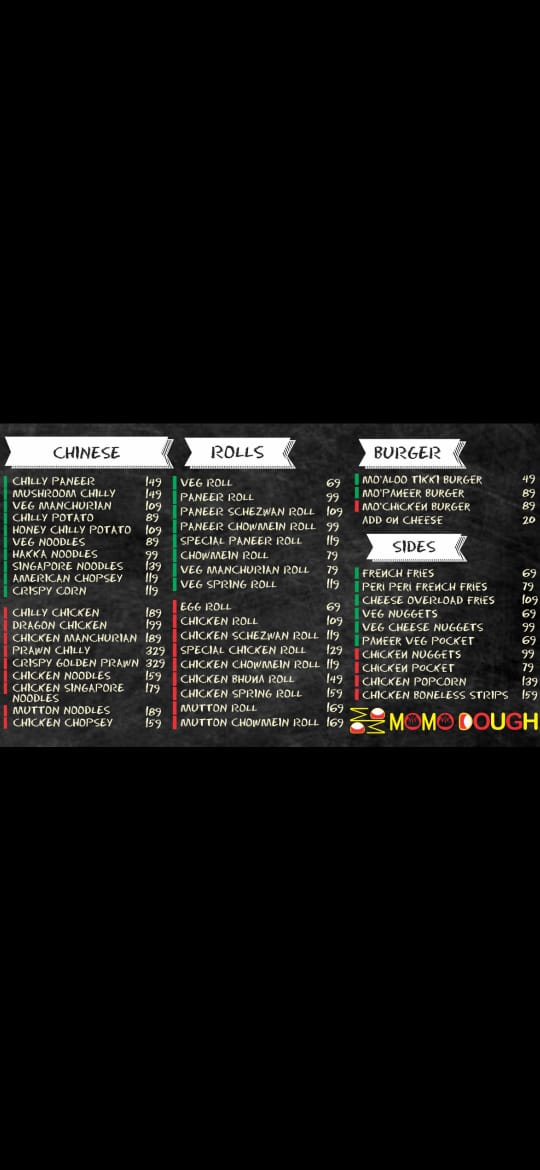 CHINESE
CHILLY PANEER 149
MUSHROOM CHILLY 149
VEG MANCHURIAN 109
CHILLY POTATO 89
HONEY CHILLY POTATO 109
VEG NOODLES 89
HAKKA NOODLES 99
SINGAPORE NOODLES 139
AMERICAN CHOPSEY 119
CRISPY CORN 119
CHILLY CHICKEN 189
DRAGON CHICKEN 199
CHICKEN MANCHURIAN 189
PRAWN CHILLY 329
CRISPY GOLDEN PRAWN 329
CHICKEN NOODLES 159
CHICKEN SINGAPORE 179
NOODLES
MUTTON NOODLES 189
CHICKEN CHOPSEY 159
ROLLS
VEG ROLL 69
PANEER ROLL 99
PANEER SCHEZWAN ROLL 109
PANEER CHOWMEIN ROLL 99
SPECIAL PANEER ROLL 119
CHOWMEIN ROLL 79
VEG MANCHURIAN ROLL 79
VEG SPRING ROLL 119
EGG ROLL 69
CHICKEN ROLL 109
CHICKEN SCHEZWAN ROLL 119
SPECIAL CHICKEN ROLL 129
CHICKEN CHOWMEIN ROLL 119
CHICKEN BHUNA ROLL 149
CHICKEN SPRING ROLL 159
MUTTON ROLL 169
MUTTON CHOWMEIN ROLL 169
BURGER
MO'ALOO TIKKI BURGER 49
MO'PANEER BURGER 89
MO'CHICKEN BURGER 89
ADD ON CHEESE 20
SIDES
FRENCH FRIES 69
PERI PERI FRENCH FRIES 79
CHEESE OVERLOAD FRIES 109
VEG NUGGETS 69
VEG CHEESE NUGGETS 99
PANEER VEG POCKET 69
CHICKEN NUGGETS 99
CHICKEN POCKET 79
CHICKEN POPCORN 139
CHICKEN BONELESS STRIPS 159
MOMO DOUGH